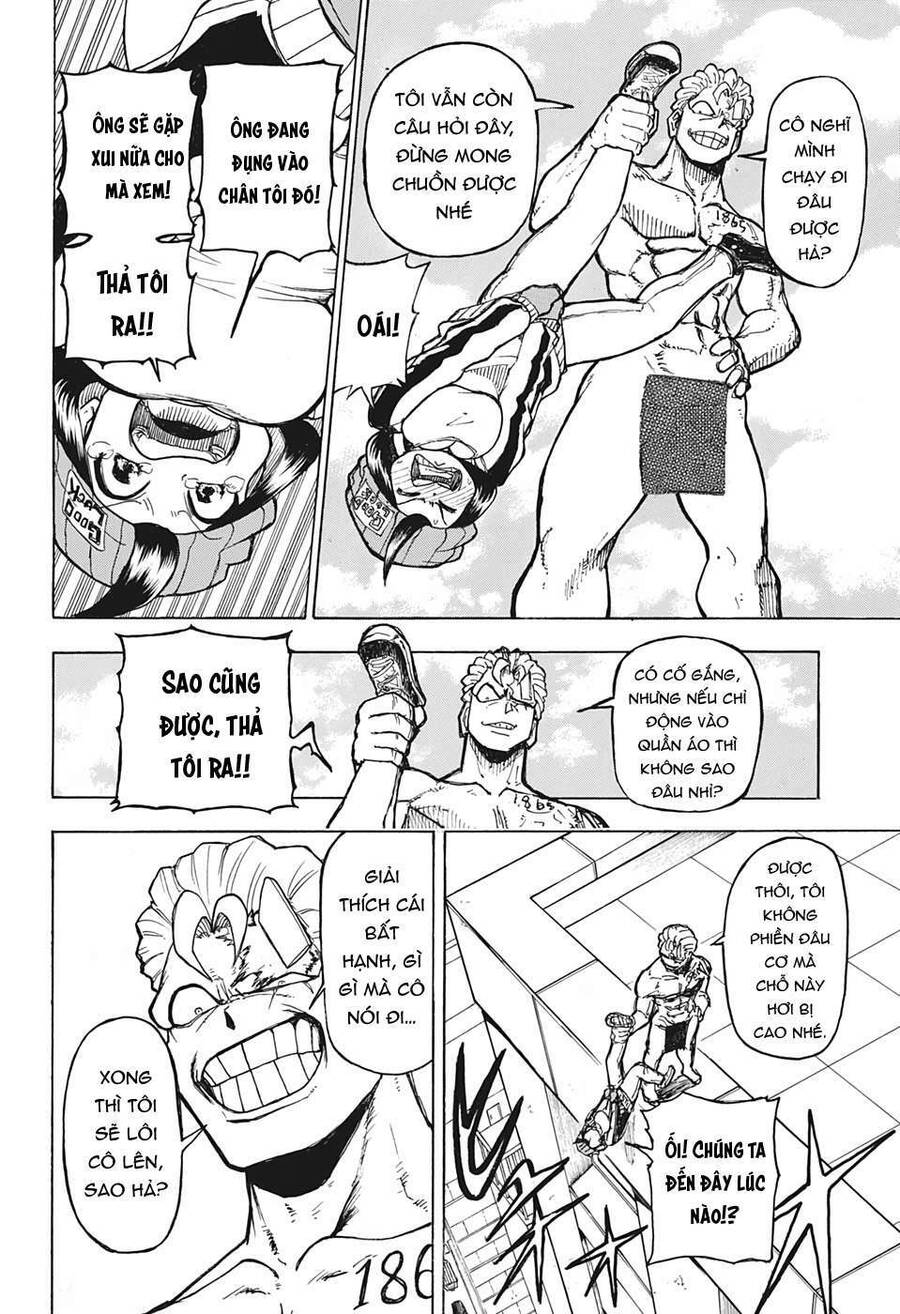 CÔ NGHĨ
MÌNH
CHẠY ĐI
ĐÂU
ĐƯỢC
HẢ?
1865
TÔI VẪN CÒN
CÂU HỎI ĐÂY,
ĐỪNG MONG
CHUỒN ĐƯỢC
NHÉ
OÁI!
GOOD
LUCK
ÔNG ĐANG
ĐỤNG VÀO
CHÂN TÔI ĐÓ!
ÔNG SẼ GẶP
XUI NỮA CHO
MÀ XEM!
THẢ TÔI
RA!!
GOOD
LUCK
CÓ CỐ GẮNG,
NHƯNG NẾU CHỈ
ĐỘNG VÀO
QUẦN ÁO THÌ
KHÔNG SAO
ĐÂU NHỈ?
1865
SAO CŨNG
ĐƯỢC, THẢ
TÔI RA!!
ĐƯỢC
THÔI, TÔI
KHÔNG
PHIỀN ĐÂU
CƠ MÀ
CHỖ NÀY
HƠI BỊ
CAO NHÉ.
ỐI! CHÚNG TA
ĐẾN ĐÂY LÚC
NÀO!?
GIẢI
THÍCH CÁI
BẤT
HẠNH, GÌ
GÌ MÀ CÔ
NÓI ĐI...
XONG
THÌ TÔI
SẼ LÔI
CÔ LÊN,
SAO HẢ?
186